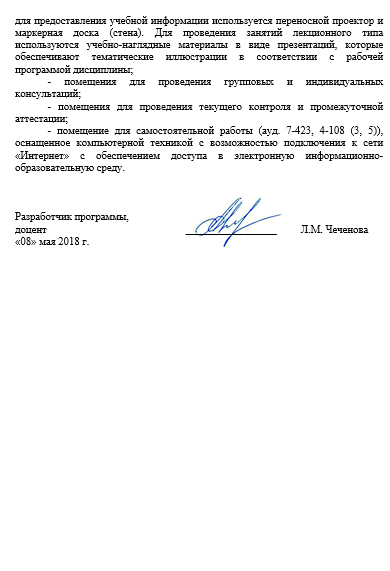 для предоставления учебной информации используется переносной проектор и
маркерная доска (стена). Для проведения занятий лекционного типа
используются учебно-наглядные материалы в виде презентаций, которые
обеспечивают тематические иллюстрации в соответствии с рабочей
программой дисциплины;
- помещения для проведения групповых и индивидуальных
консультаций;
- помещения для проведения текущего контроля и промежуточной
аттестации;
- помещение для самостоятельной работы (ауд. 7-423, 4-108 (3, 5)),
оснащенное компьютерной техникой с возможностью подключения к сети
«Интернет» с обеспечением доступа в электронную информационно-
образовательную среду.
Разработчик программы,
доцент Л.М. Чеченова
«08» мая 2018 г.